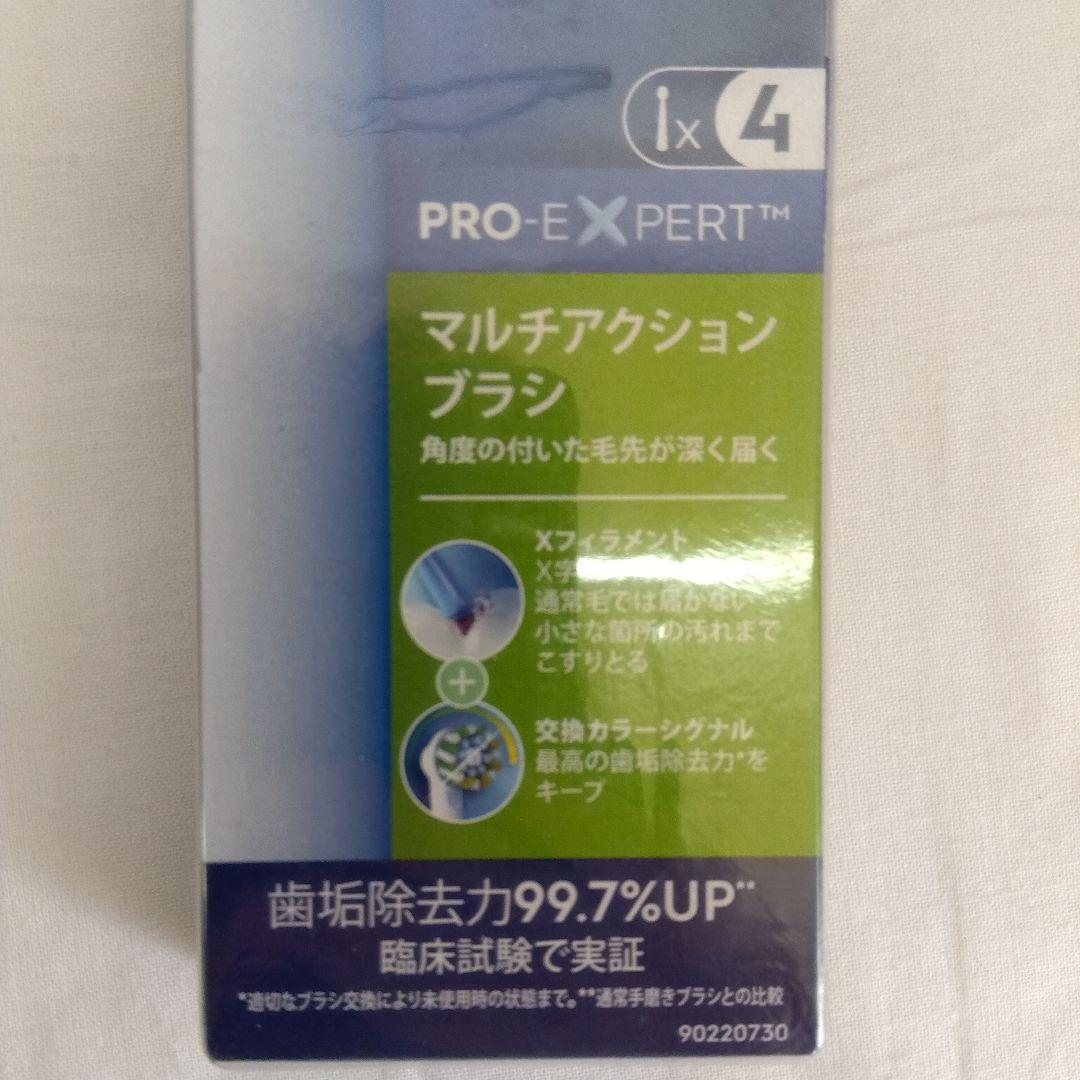 x 4
PRO-EXPERT™
マルチアクション
ブラシ
角度の付いた毛先が深く届く
Xフィラメント
X字
通常毛では届かない
小さな箇所の汚れまで
こすりとる
+
交換カラーシグナル
最高の歯垢除去力*を
キープ
歯垢除去力99.7%UP**
臨床試験で実証
*適切なブラシ交換により未使用時の状態まで。**通常手磨きブラシとの比較
90220730